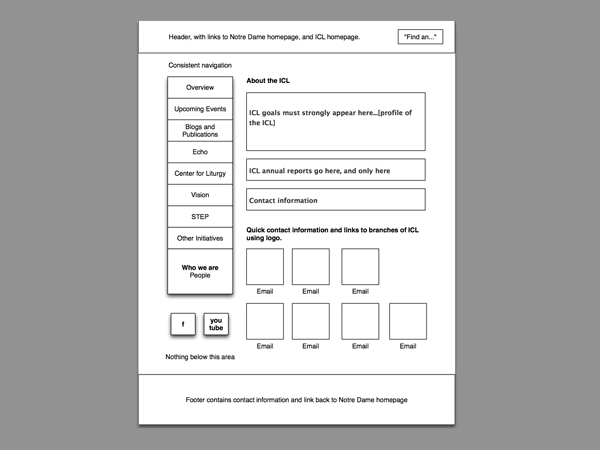 Header, with links to Notre Dame homepage, and ICL homepage.
"Find an..."
Consistent navigation
Overview
Upcoming Events
Blogs and
Publications
Echo
Center for Liturgy
Vision
STEP
Other Initiatives
Who we are
People
f
you
tube
Nothing below this area
About the ICL
ICL goals must strongly appear here...[profile of
the ICL]
ICL annual reports go here, and only here
Contact information
Quick contact information and links to branches of ICL
using logo.
Email
Email
Email
Email
Email
Email
Email
Footer contains contact information and link back to Notre Dame homepage